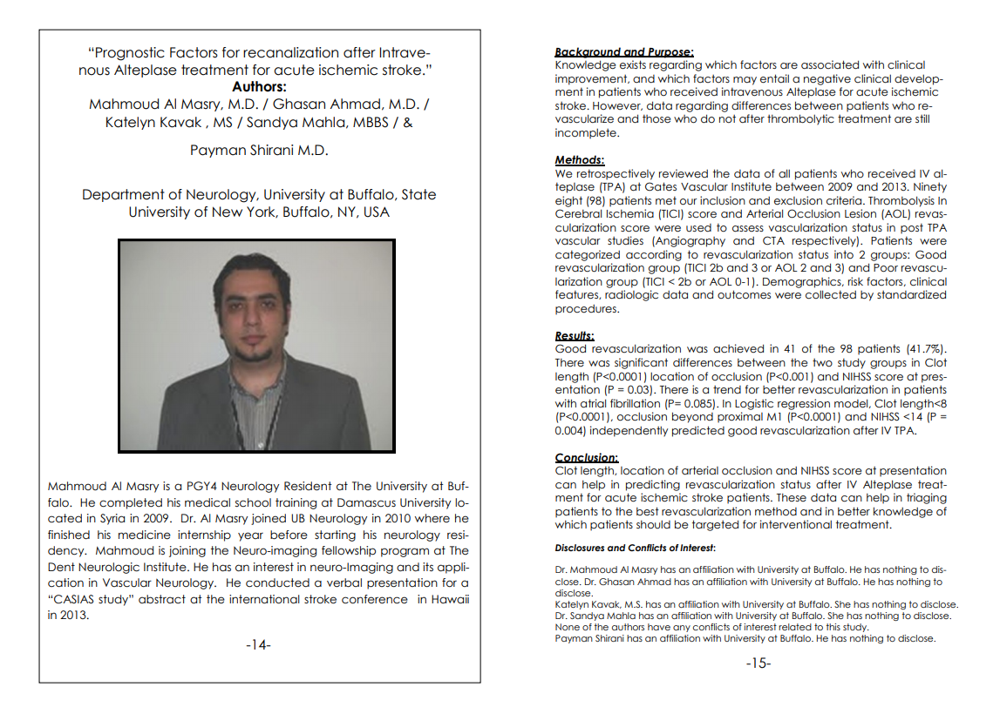 “Prognostic Factors for recanalization after Intrave-
nous Alteplase treatment for acute ischemic stroke.”
Authors:
Mahmoud Al Masry, M.D. / Ghasan Ahmad, M.D. /
Katelyn Kavak , MS / Sandya Mahla, MBBS / &
Payman Shirani M.D.
Department of Neurology, University at Buffalo, State
University of New York, Buffalo, NY, USA
Mahmoud Al Masry is a PGY4 Neurology Resident at The University at Buf-
falo. He completed his medical school training at Damascus University lo-
cated in Syria in 2009. Dr. Al Masry joined UB Neurology in 2010 where he
finished his medicine internship year before starting his neurology resi-
dency. Mahmoud is joining the Neuro-imaging fellowship program at The
Dent Neurologic Institute. He has an interest in neuro-Imaging and its appli-
cation in Vascular Neurology. He conducted a verbal presentation for a
“CASIAS study” abstract at the international stroke conference in Hawaii
in 2013.
-14-
Background and Purpose:
Knowledge exists regarding which factors are associated with clinical
improvement, and which factors may entail a negative clinical develop-
ment in patients who received intravenous Alteplase for acute ischemic
stroke. However, data regarding differences between patients who re-
vascularize and those who do not after thrombolytic treatment are still
incomplete.
Methods:
We retrospectively reviewed the data of all patients who received IV al-
teplase (TPA) at Gates Vascular Institute between 2009 and 2013. Ninety
eight (98) patients met our inclusion and exclusion criteria. Thrombolysis In
Cerebral Ischemia (TICI) score and Arterial Occlusion Lesion (AOL) revas-
cularization score were used to assess vascularization status in post TPA
vascular studies (Angiography and CTA respectively). Patients were
categorized according to revascularization status into 2 groups: Good
revascularization group (TICI 2b and 3 or AOL 2 and 3) and Poor revascu-
larization group (TICI < 2b or AOL 0-1). Demographics, risk factors, clinical
features, radiologic data and outcomes were collected by standardized
procedures.
Results:
Good revascularization was achieved in 41 of the 98 patients (41.7%).
There was significant differences between the two study groups in Clot
length (P<0.0001) location of occlusion (P<0.001) and NIHSS score at pres-
entation (P = 0.03). There is a trend for better revascularization in patients
with atrial fibrillation (P= 0.085). In Logistic regression model, Clot length<8
(P<0.0001), occlusion beyond proximal M1 (P<0.0001) and NIHSS <14 (P =
0.004) independently predicted good revascularization after IV TPA.
Conclusion:
Clot length, location of arterial occlusion and NIHSS score at presentation
can help in predicting revascularization status after IV Alteplase treat-
ment for acute ischemic stroke patients. These data can help in triaging
patients to the best revascularization method and in better knowledge of
which patients should be targeted for interventional treatment.
Disclosures and Conflicts of Interest:
Dr. Mahmoud Al Masry has an affiliation with University at Buffalo. He has nothing to dis-
close. Dr. Ghasan Ahmad has an affiliation with University at Buffalo. He has nothing to
disclose.
Katelyn Kavak, M.S. has an affiliation with University at Buffalo. She has nothing to disclose.
Dr. Sandya Mahla has an affiliation with University at Buffalo. She has nothing to disclose.
None of the authors have any conflicts of interest related to this study.
Payman Shirani has an affiliation with University at Buffalo. He has nothing to disclose.
-15-